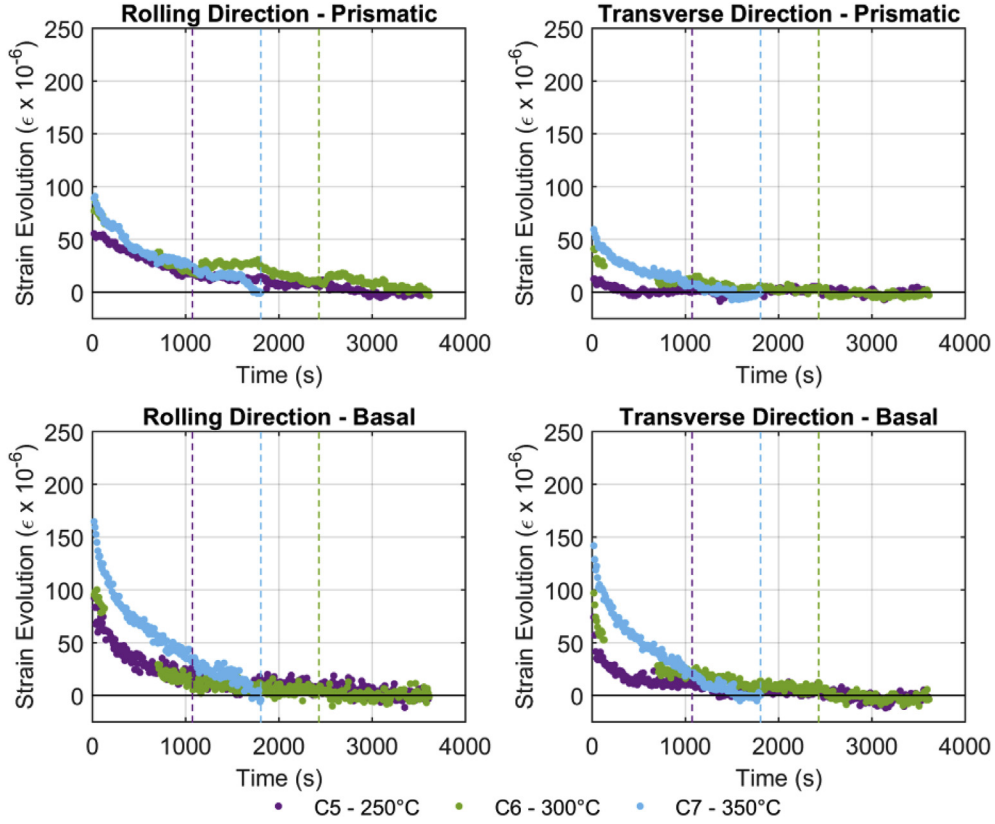 Rolling Direction - Prismatic
Strain Evolution (ϵ x 10⁻⁶)
250
200
150
100
50
0
0 1000 2000 3000 4000
Time (s)
Transverse Direction - Prismatic
Strain Evolution (ϵ x 10⁻⁶)
250
200
150
100
50
0
0 1000 2000 3000 4000
Time (s)
Rolling Direction - Basal
Strain Evolution (ϵ x 10⁻⁶)
250
200
150
100
50
0
0 1000 2000 3000 4000
Time (s)
Transverse Direction - Basal
Strain Evolution (ϵ x 10⁻⁶)
250
200
150
100
50
0
0 1000 2000 3000 4000
Time (s)
C5 - 250°C C6 - 300°C C7 - 350°C